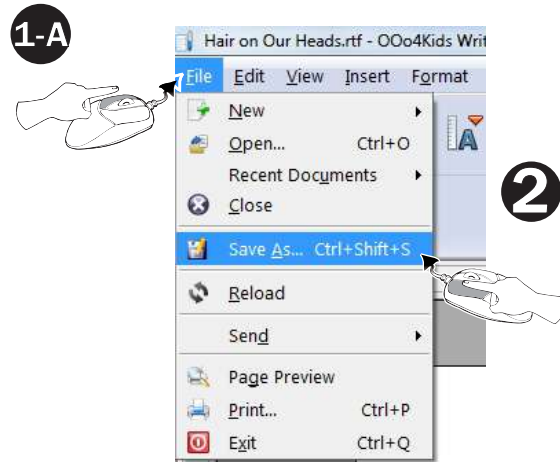 1-A
Hair on Our Heads.rtf - OOo4Kids Writ
File Edit View Insert Format
New
Open... Ctrl+O
A
Recent Documents
Close
2
Save As... Ctrl+Shift+S
Reload
Send
Page Preview
Print... Ctrl+P
Exit Ctrl+Q